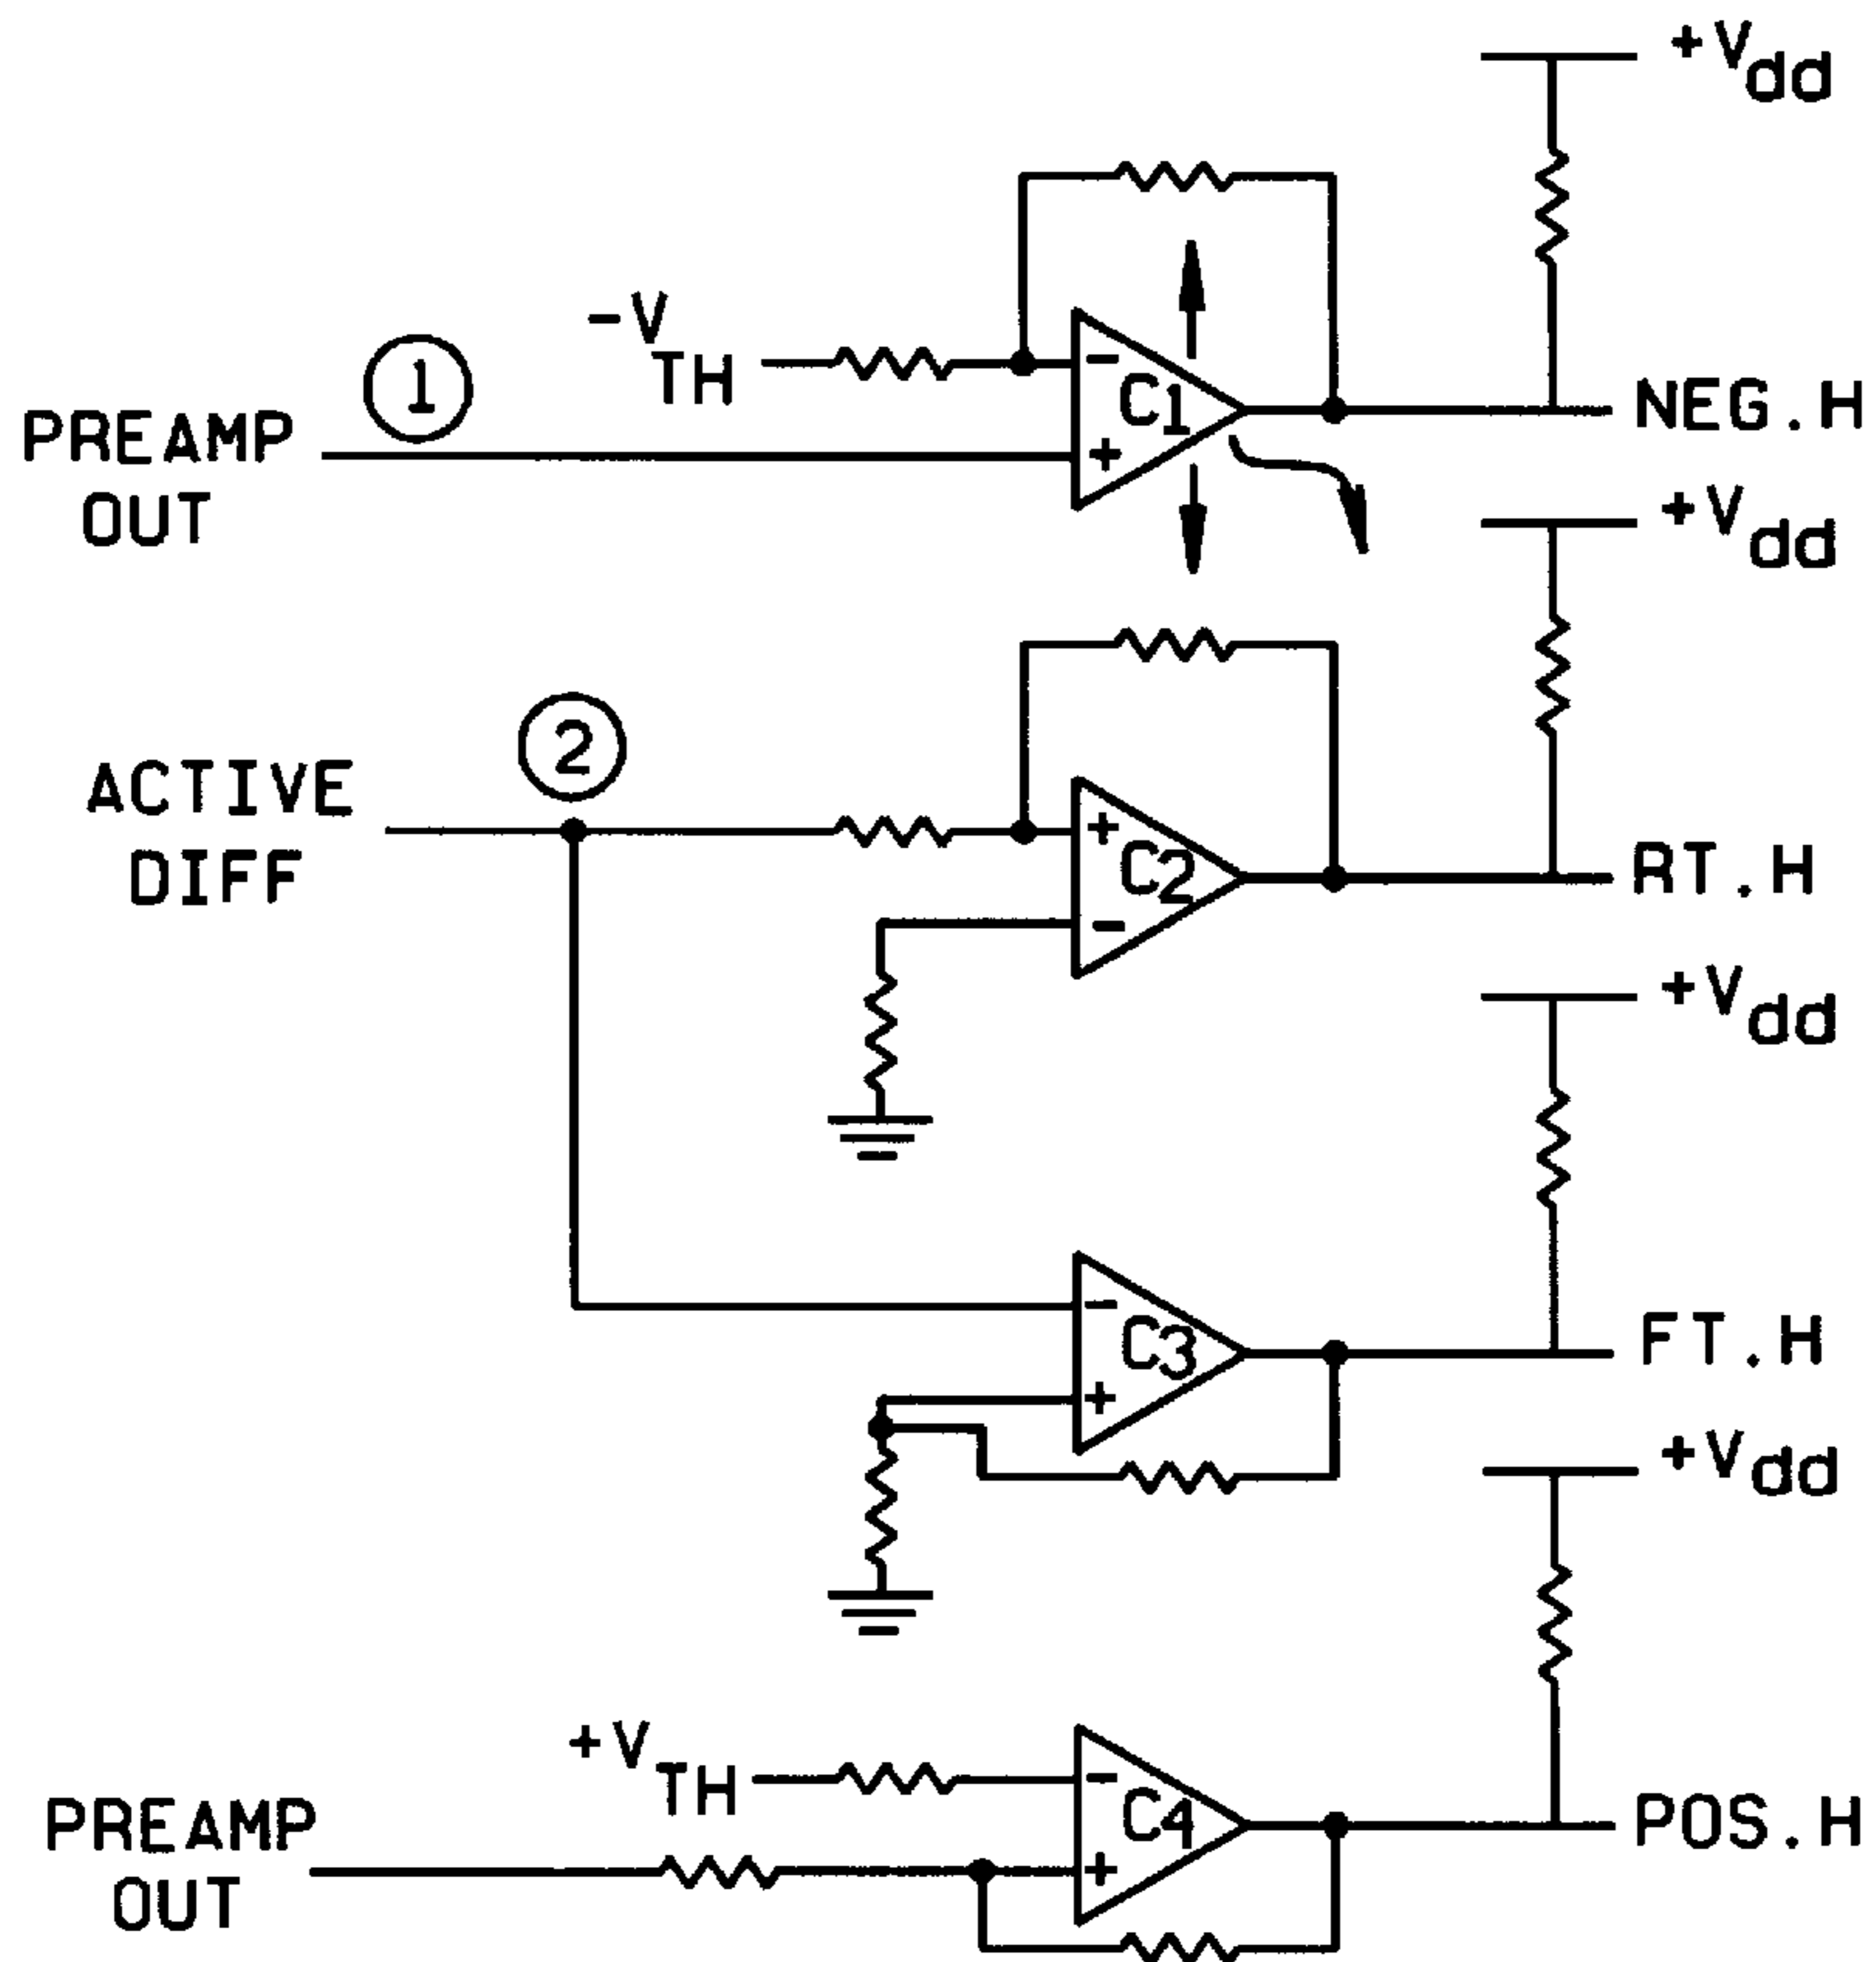 +Vdd
-VTH
1
PREAMP
OUT
-
C1
+
NEG.H
+Vdd
2
ACTIVE
DIFF
+
C2
-
RT.H
+Vdd
-
C3
+
FT.H
+Vdd
+VTH
-
C4
+
POS.H
PREAMP
OUT